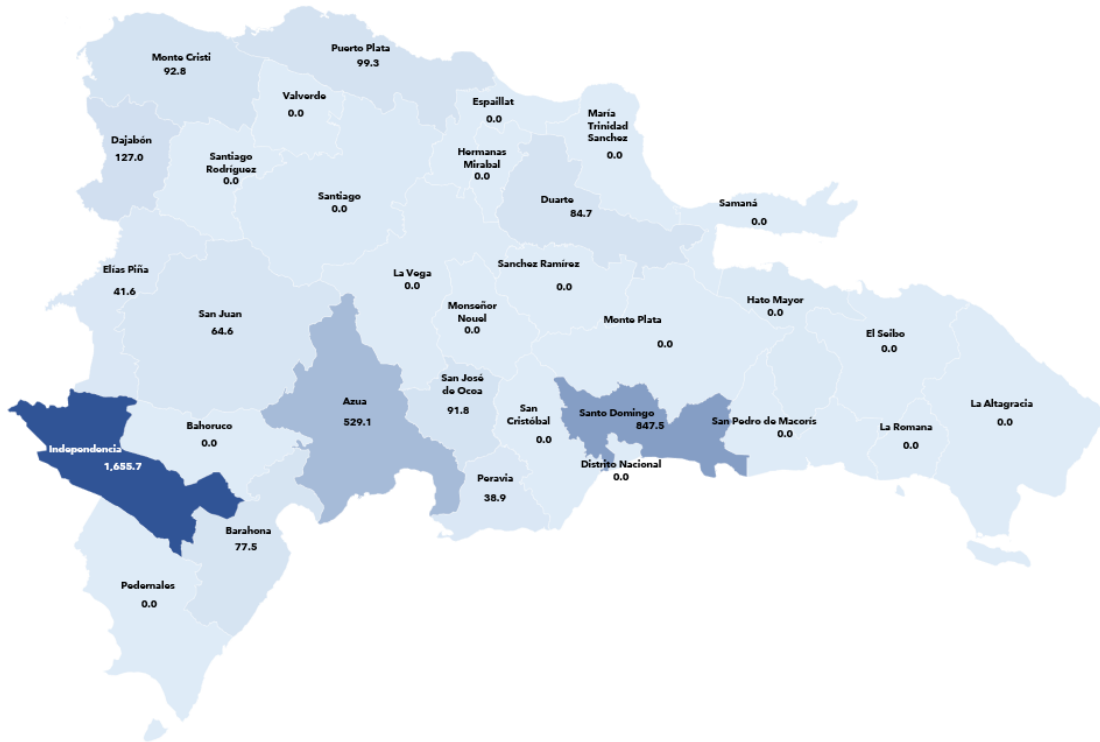 Puerto Plata
99.3
Monte Cristi
92.8
Valverde
0.0
Espaillat
0.0
María
Trinidad
Sanchez
0.0
Dajabón
127.0
Santiago
Rodríguez
0.0
Hermanas
Mirabal
0.0
Santiago
0.0
Duarte
84.7
Samaná
0.0
Elías Piña
41.6
La Vega
0.0
Sanchez Ramírez
0.0
San Juan
64.6
Monseñor
Nouel
0.0
Monte Plata
0.0
Hato Mayor
0.0
El Seibo
0.0
Azua
529.1
San José
de Ocoa
91.8
San
Cristóbal
0.0
Santo Domingo
847.5
San Pedro de Macorís
0.0
La Romana
0.0
La Altagracia
0.0
Bahoruco
0.0
Independencia
1,655.7
Distrito Nacional
0.0
Peravia
38.9
Barahona
77.5
Pedernales
0.0